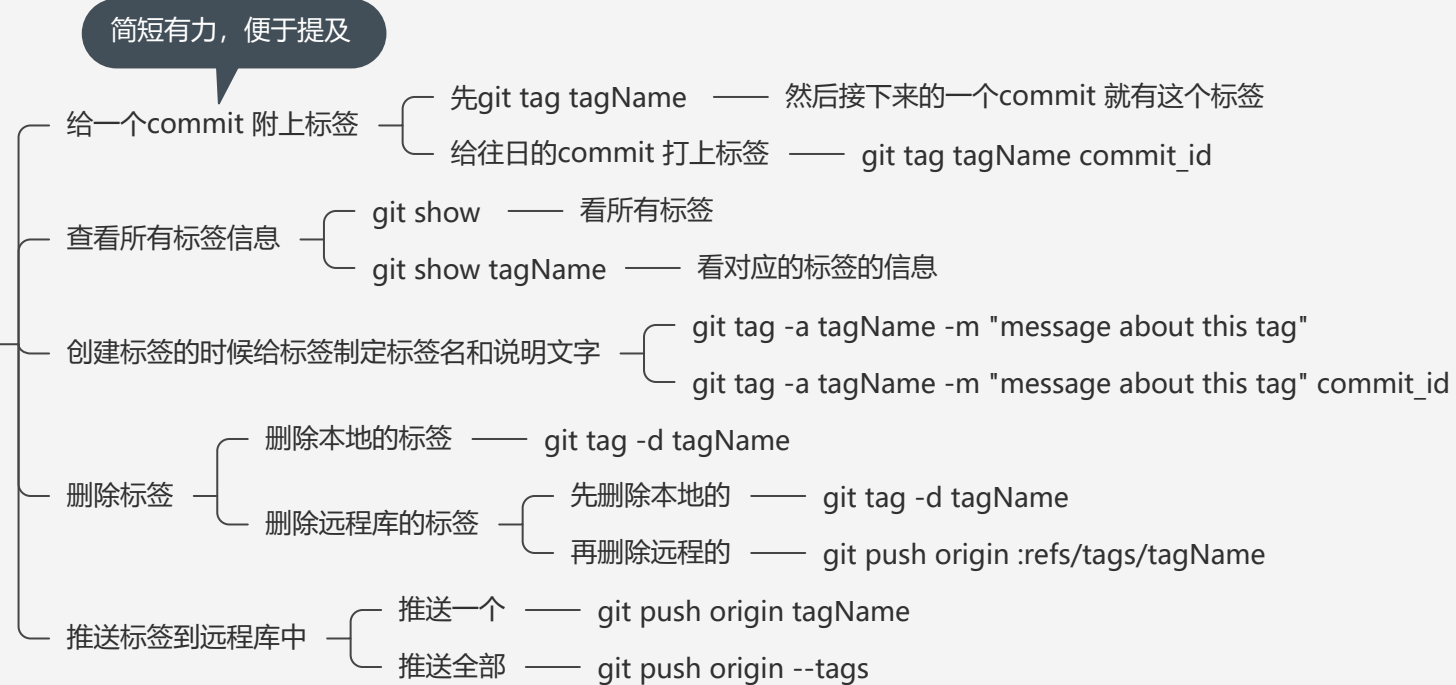 简短有力，便于提及
给一个commit 附上标签
先git tag tagName
然后接下来的一个commit 就有这个标签
给往日的commit 打上标签
git tag tagName commit_id
查看所有标签信息
git show
看所有标签
git show tagName
看对应的标签的信息
创建标签的时候给标签制定标签名和说明文字
git tag -a tagName -m "message about this tag"
git tag -a tagName -m "message about this tag" commit_id
删除标签
删除本地的标签
git tag -d tagName
删除远程库的标签
先删除本地的
git tag -d tagName
再删除远程的
git push origin :refs/tags/tagName
推送标签到远程库中
推送一个
git push origin tagName
推送全部
git push origin --tags